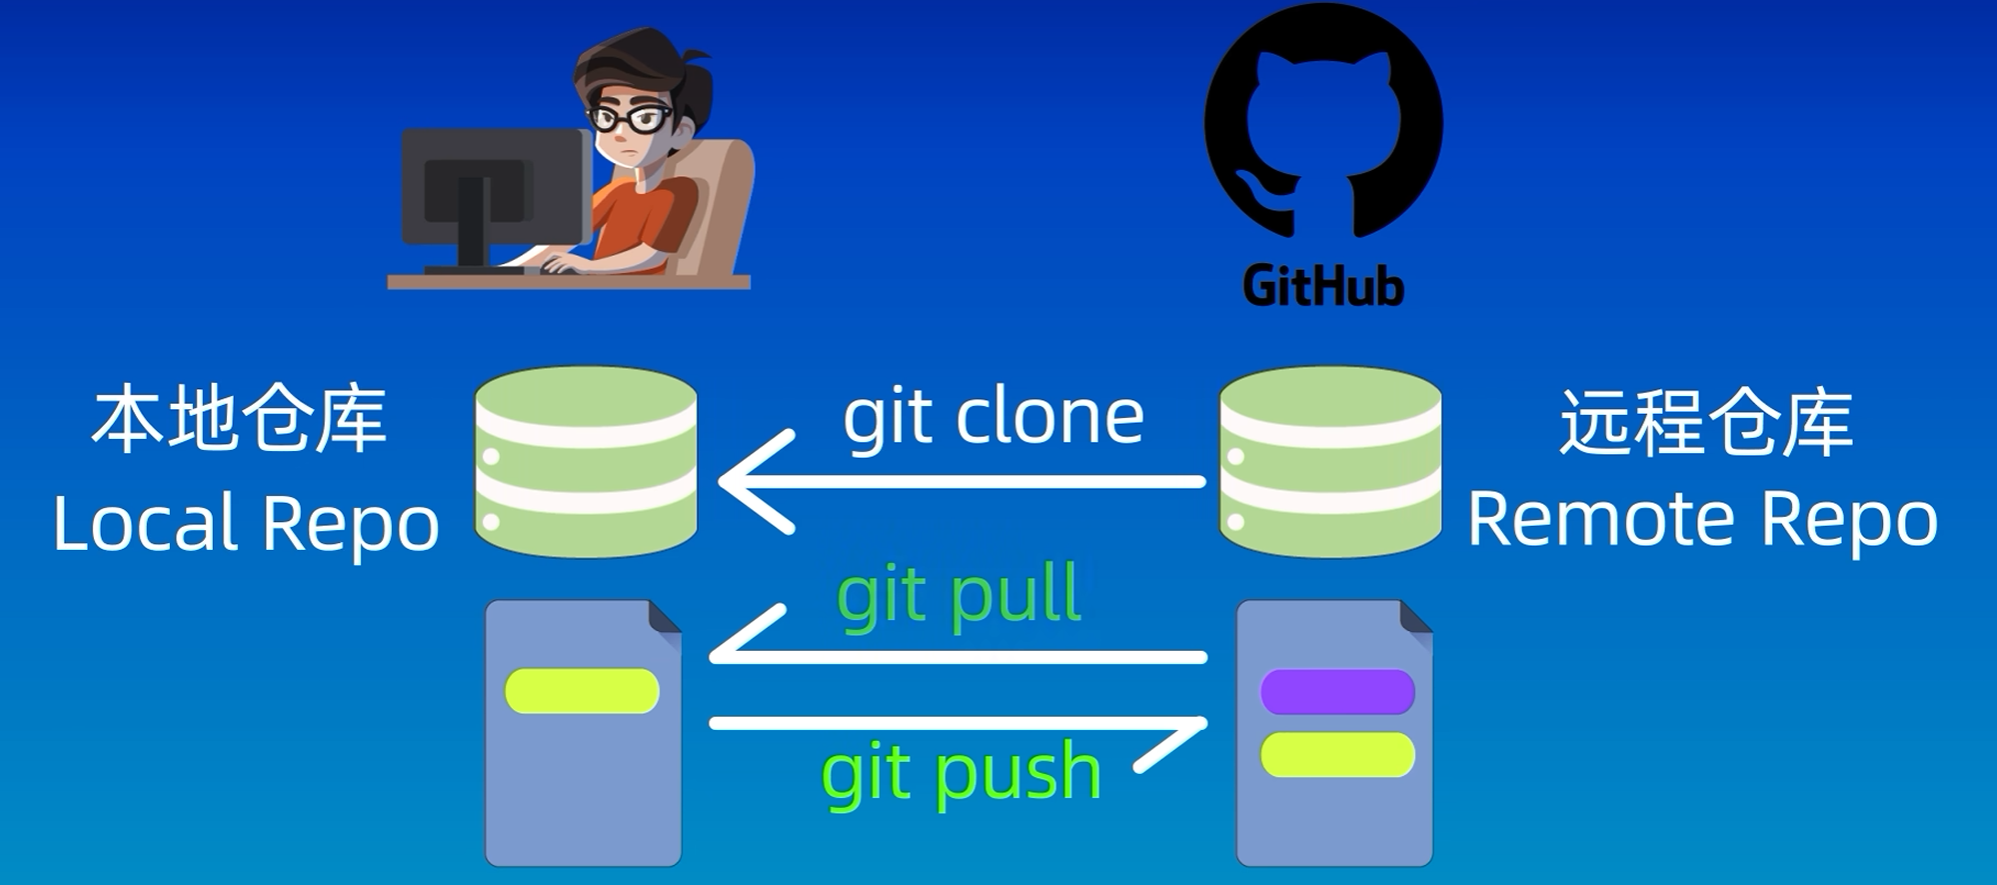 GitHub
本地仓库
Local Repo
git clone
远程仓库
Remote Repo
git pull
git push